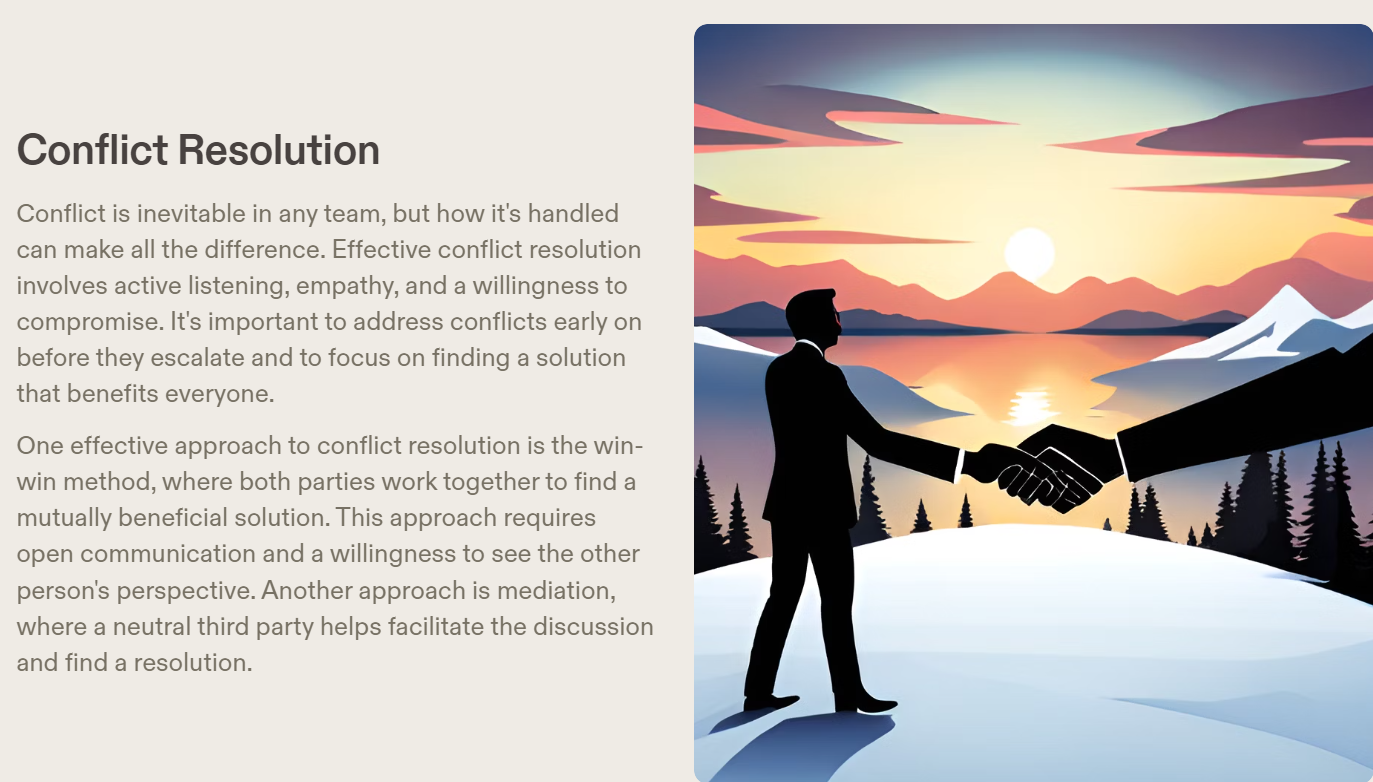 Conflict Resolution
Conflict is inevitable in any team, but how it's handled
can make all the difference. Effective conflict resolution
involves active listening, empathy, and a willingness to
compromise. It's important to address conflicts early on
before they escalate and to focus on finding a solution
that benefits everyone.
One effective approach to conflict resolution is the win-
win method, where both parties work together to find a
mutually beneficial solution. This approach requires
open communication and a willingness to see the other
person's perspective. Another approach is mediation,
where a neutral third party helps facilitate the discussion
and find a resolution.